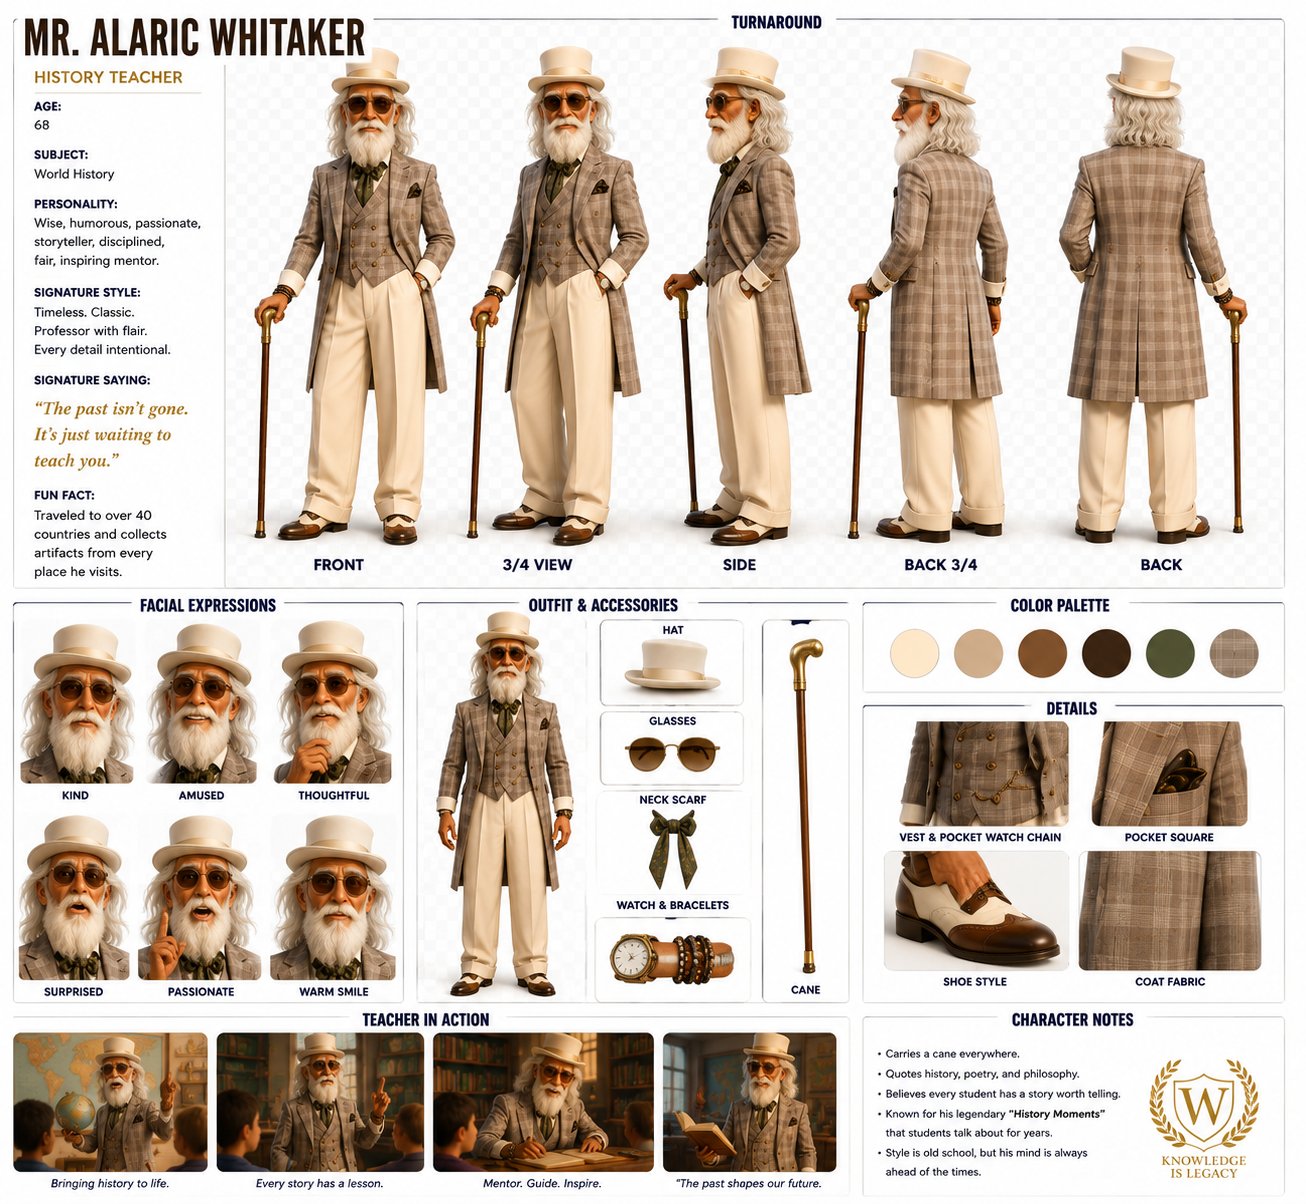 MR. ALARIC WHITAKER
HISTORY TEACHER
AGE:
68
SUBJECT:
World History
PERSONALITY:
Wise, humorous, passionate,
storyteller, disciplined,
fair, inspiring mentor.
SIGNATURE STYLE:
Timeless. Classic.
Professor with flair.
Every detail intentional.
SIGNATURE SAYING:
“The past isn’t gone.
It’s just waiting to
teach you.”
FUN FACT:
Traveled to over 40
countries and collects
artifacts from every
place he visits.
TURNAROUND
FRONT
3/4 VIEW
SIDE
BACK 3/4
BACK
FACIAL EXPRESSIONS
KIND
AMUSED
THOUGHTFUL
SURPRISED
PASSIONATE
WARM SMILE
OUTFIT & ACCESSORIES
HAT
GLASSES
NECK SCARF
WATCH & BRACELETS
CANE
COLOR PALETTE
DETAILS
VEST & POCKET WATCH CHAIN
POCKET SQUARE
SHOE STYLE
COAT FABRIC
TEACHER IN ACTION
Bringing history to life.
Every story has a lesson.
Mentor. Guide. Inspire.
“The past shapes our future.
CHARACTER NOTES
• Carries a cane everywhere.
• Quotes history, poetry, and philosophy.
• Believes every student has a story worth telling.
• Known for his legendary "History Moments"
that students talk about for years.
• Style is old school, but his mind is always
ahead of the times.
W
KNOWLEDGE
IS LEGACY